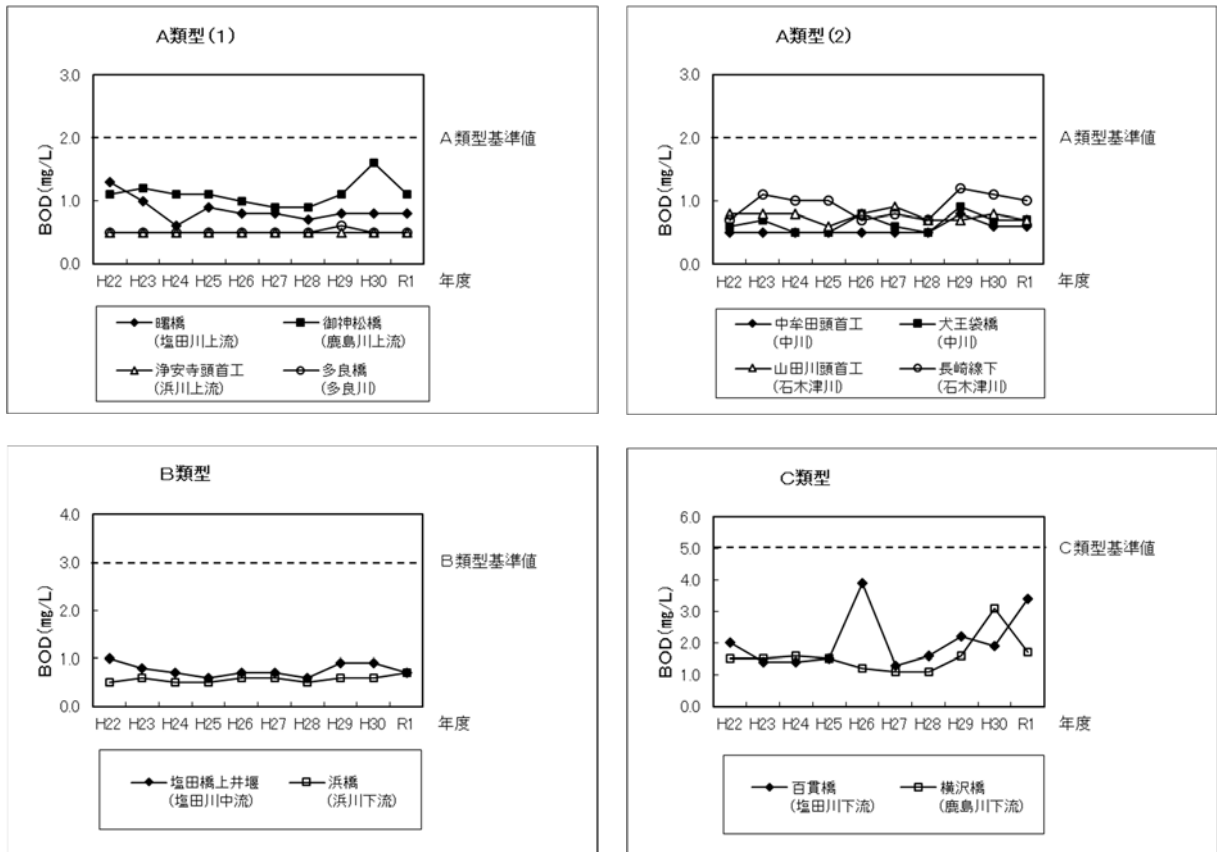 A類型(1)
3.0
2.0
1.0
0.0
BOD(㎎/L)
A類型基準値
H22 H23 H24 H25 H26 H27 H28 H29 H30 R1
年度
曙橋
(塩田川上流)
御神松橋
(鹿島川上流)
浄安寺頭首工
(浜川上流)
多良橋
(多良川)
A類型(2)
3.0
2.0
1.0
0.0
BOD(㎎/L)
A類型基準値
H22 H23 H24 H25 H26 H27 H28 H29 H30 R1
年度
中牟田頭首工
(中川)
犬王袋橋
(中川)
山田川頭首工
(石木津川)
長崎線下
(石木津川)
B類型
4.0
3.0
2.0
1.0
0.0
BOD(㎎/L)
B類型基準値
H22 H23 H24 H25 H26 H27 H28 H29 H30 R1
年度
塩田橋上井堰
(塩田川中流)
浜橋
(浜川下流)
C類型
6.0
5.0
4.0
3.0
2.0
1.0
0.0
BOD(㎎/L)
C類型基準値
H22 H23 H24 H25 H26 H27 H28 H29 H30 R1
年度
百貫橋
(塩田川下流)
横沢橋
(鹿島川下流)